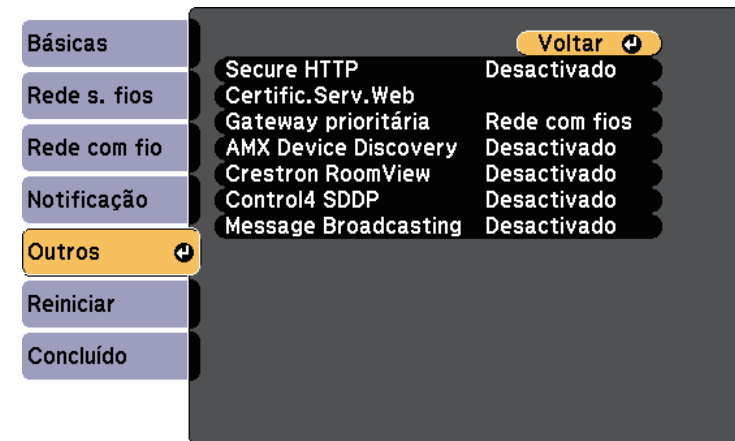 Básicas
Rede s. fios
Rede com fio
Notificação
Outros
Reiniciar
Concluído
Voltar
Secure HTTP Desactivado
Certific.Serv.Web
Gateway prioritária Rede com fios
AMX Device Discovery Desactivado
Crestron RoomView Desactivado
Control4 SDDP Desactivado
Message Broadcasting Desactivado